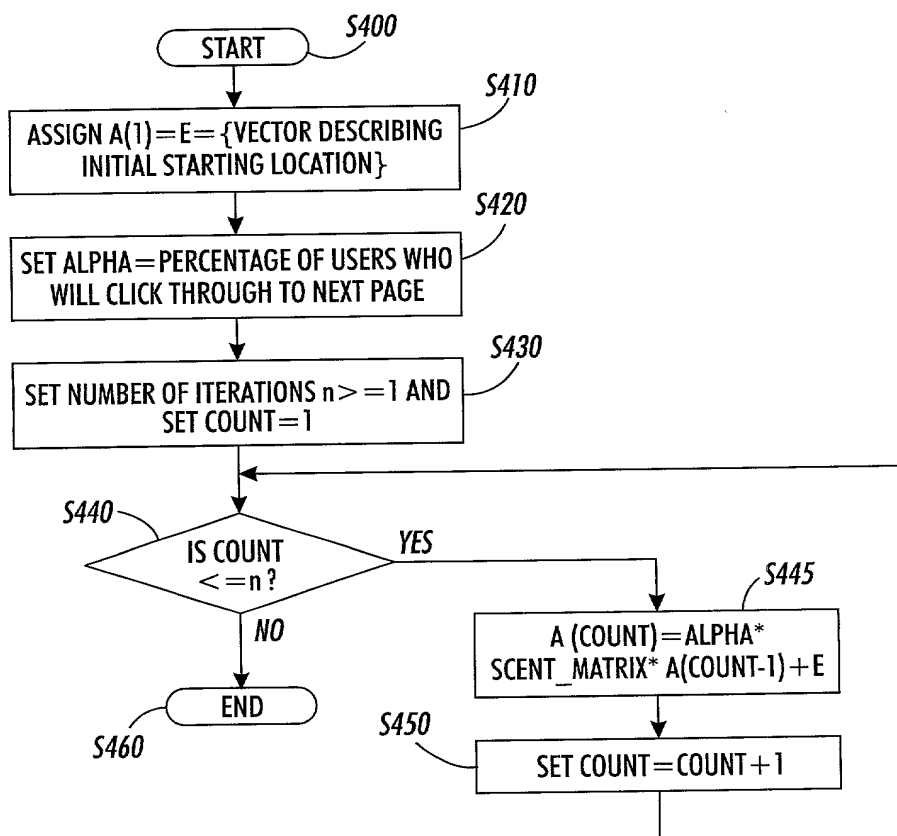 START
S400
S410
ASSIGN A(1)=E={VECTOR DESCRIBING
INITIAL STARTING LOCATION}
S420
SET ALPHA=PERCENTAGE OF USERS WHO
WILL CLICK THROUGH TO NEXT PAGE
S430
SET NUMBER OF ITERATIONS n>=1 AND
SET COUNT=1
S440
IS COUNT
<=n?
YES
NO
S445
A (COUNT)=ALPHA*
SCENT_MATRIX* A(COUNT-1)+E
END
S460
S450
SET COUNT=COUNT+1